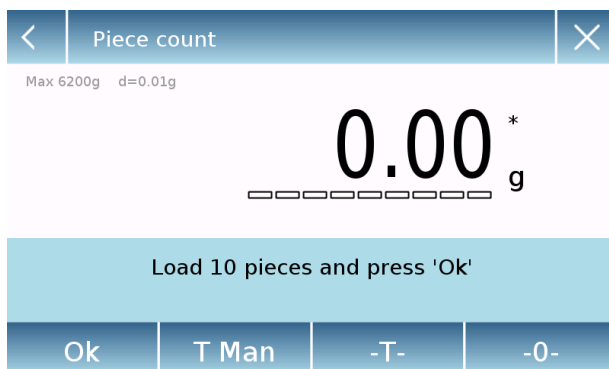 Piece count
Max 6200g d=0.01g
0.00 *
g
Load 10 pieces and press 'Ok'
Ok T Man -T- -0-